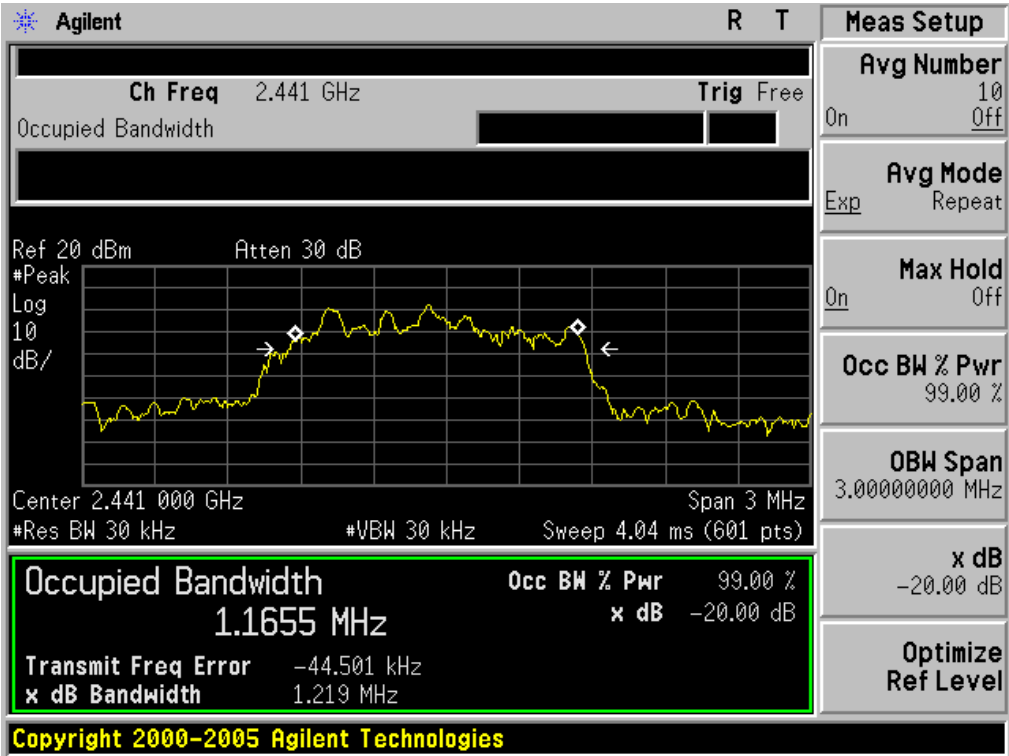 Agilent R T
Ch Freq 2.441 GHz Trig Free
Occupied Bandwidth
Ref 20 dBm Atten 30 dB
#Peak
Log
10
dB/
Center 2.441 000 GHz Span 3 MHz
#Res BW 30 kHz #VBW 30 kHz Sweep 4.04 ms (601 pts)
Occupied Bandwidth
1.1655 MHz
Occ BW % Pwr 99.00 %
x dB -20.00 dB
Transmit Freq Error -44.501 kHz
x dB Bandwidth 1.219 MHz
Copyright 2000-2005 Agilent Technologies
Meas Setup
Avg Number
10
On Off
Avg Mode
Exp Repeat
Max Hold
On Off
Occ BW % Pwr
99.00 %
OBW Span
3.00000000 MHz
x dB
-20.00 dB
Optimize
Ref Level